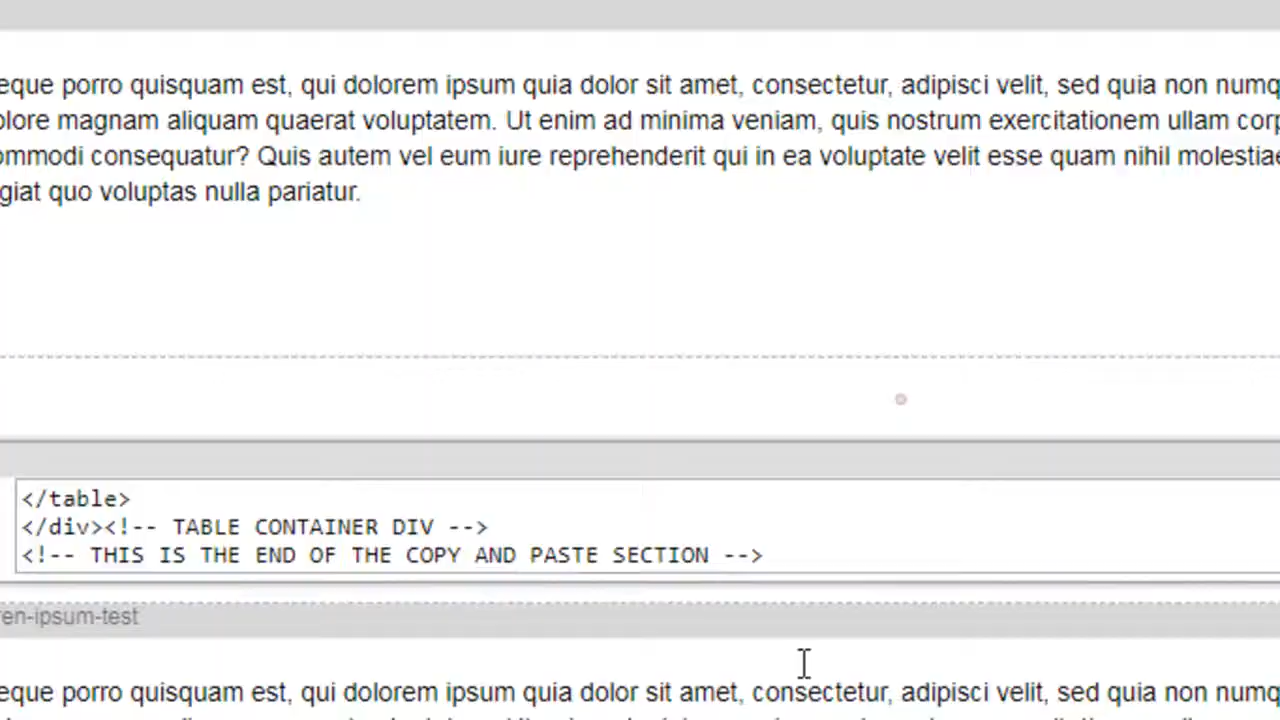 eque porro quisquam est, qui dolorem ipsum quia dolor sit amet, consectetur, adipisci velit, sed quia non numq
olore magnam aliquam quaerat voluptatem. Ut enim ad minima veniam, quis nostrum exercitationem ullam corp
ommodi consequatur? Quis autem vel eum iure reprehenderit qui in ea voluptate velit esse quam nihil molestiae
giat quo voluptas nulla pariatur.
</table>
</div><!-- TABLE CONTAINER DIV -->
<!-- THIS IS THE END OF THE COPY AND PASTE SECTION -->
ren-ipsum-test
eque porro quisquam est, qui dolorem ipsum quia dolor sit amet, consectetur, adipisci velit, sed quia non numq